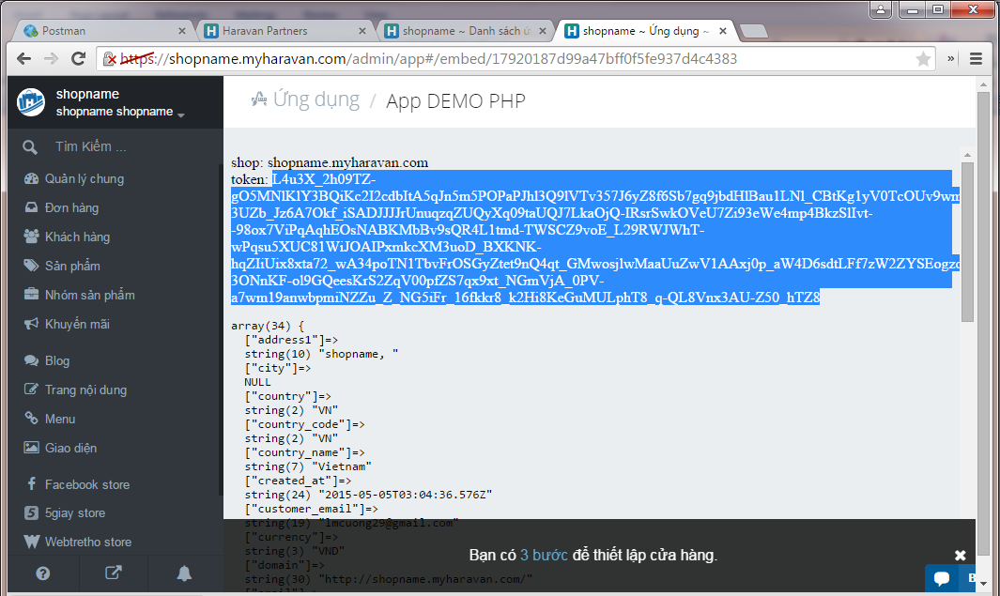 Postman
Haravan Partners
shopname ~ Danh sách ứ
shopname ~ Ứng dụng ~
https://shopname.myharavan.com/admin/app#/embed/17920187d99a47bff0f5fe937d4c4383
shopname
shopname shopname
Ứng dụng / App DEMO PHP
Tìm Kiếm ...
Quản lý chung
Đơn hàng
Khách hàng
Sản phẩm
Nhóm sản phẩm
Khuyến mãi
Blog
Trang nội dung
Menu
Giao diện
Facebook store
5giay store
Webtretho store
shop: shopname.myharavan.com
token: L4u3X_2h09TZ-
gO5MNlK1Y3BQiKc2I2cdbItA5qJn5m5POPaPJhl3Q9lVTv357J6yZ8f6Sb7gq9jbdHlBau1LNl_CBtKg1yV0TcOUv9wm
3UZb_Jz6A7Okf_iSADJJJJrUnuqzqZUQyXq09taUQJ7LkaOjQ-IRsrSwkOVeU7Zi93eWe4mp4BkzSlIvt-
-98ox7ViPqAqhEOsNABKMbBv9sQR4L1tmd-TWSCZ9voE_L29RWJWhT-
wPqsu5XUC81WiJOAIPxmkcXM3uoD_BXKNK-
hqZIiUix8xta72_wA34poTN1TbvFrOSGyZtet9nQ4qt_GMwosjlwMaaUuZwV1AAxj0p_aW4D6sdtLFf7zW2ZYSEogzc
3ONnKF-ol9GQeesKrS2ZqV00pfZS7qx9xt_NGmVjA_0PV-
a7wm19anwbpmiNZZu_Z_NG5iFr_16fkkr8_k2Hi8KeGuMULphT8_q-QL8Vnx3AU-Z50_hTZ8
array(34) {
["address1"]=>
string(10) "shopname, "
["city"]=>
NULL
["country"]=>
string(2) "VN"
["country_code"]=>
string(2) "VN"
["country_name"]=>
string(7) "Vietnam"
["created_at"]=>
string(24) "2015-05-05T03:04:36.576Z"
["customer_email"]=>
string(19) "lmcuong29@gmail.com"
["currency"]=>
string(3) "VND"
["domain"]=>
string(30) "http://shopname.myharavan.com/"
Bạn có 3 bước để thiết lập cửa hàng.